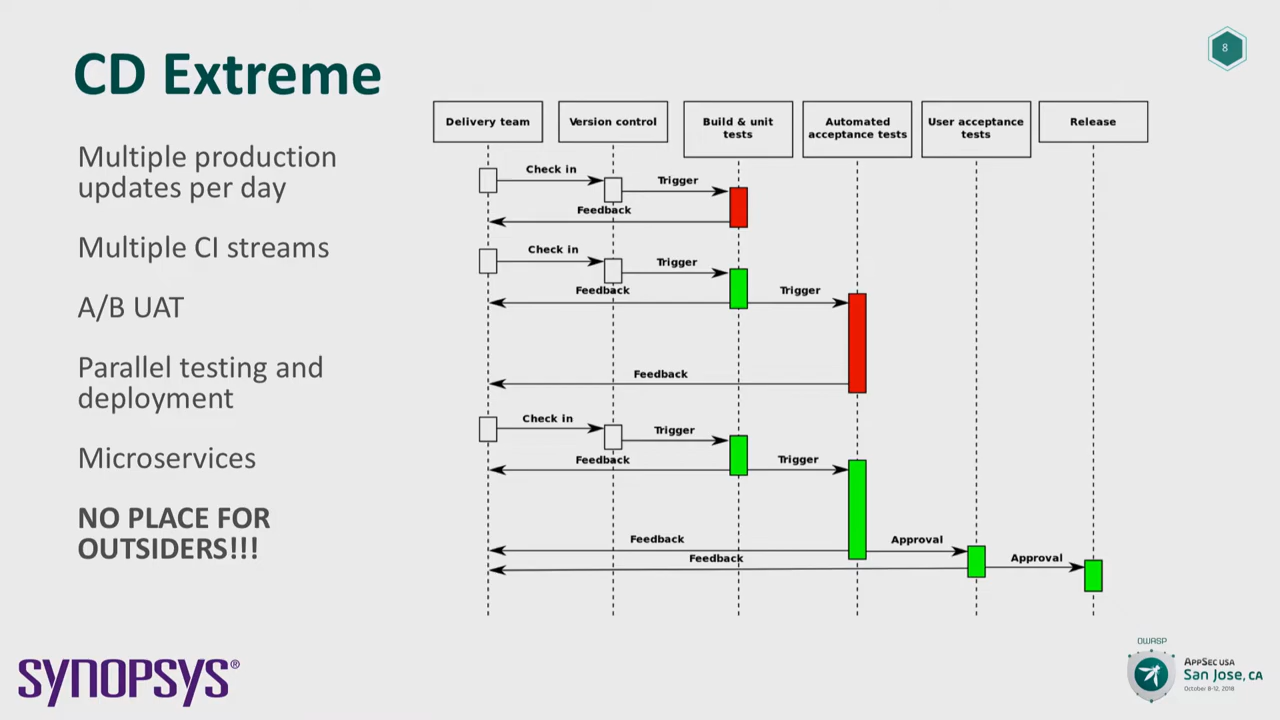 CD Extreme
8
Multiple production
updates per day
Multiple CI streams
A/B UAT
Parallel testing and
deployment
Microservices
NO PLACE FOR
OUTSIDERS!!!
Delivery team
Version control
Build & unit
tests
Automated
acceptance tests
User acceptance
tests
Release
Check in
Trigger
Feedback
Check in
Trigger
Feedback
Trigger
Feedback
Check in
Trigger
Feedback
Trigger
Feedback
Approval
Feedback
Approval
SYNOPSYS®
OWASP
APPSEC USA
San Jose, CA
October 8-12, 2018